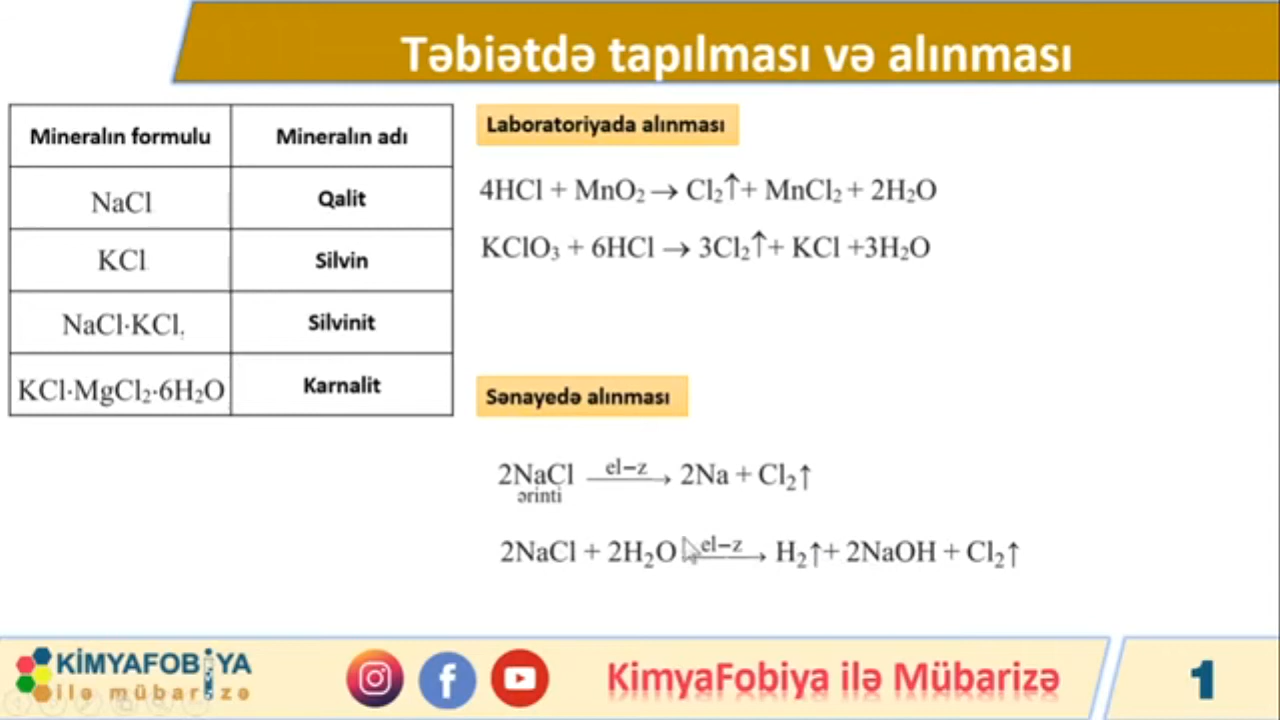 Təbiətdə tapılması və alınması
Mineralın formulu Mineralın adı
NaCl Qalit
KCl Silvin
NaCl·KCl, Silvinit
KCl·MgCl₂·6H₂O Karnalit
Laboratoriyada alınması
4HCl + MnO₂ → Cl₂↑+ MnCl₂ + 2H₂O
KClO₃ + 6HCl → 3Cl₂↑+ KCl +3H₂O
Sənayedə alınması
el–z
2NaCl → 2Na + Cl₂↑
ərinti
el–z
2NaCl + 2H₂O → H₂↑+ 2NaOH + Cl₂↑
KİMYAFOBİYA
ilə mübarizə
KimyaFobiya ilə Mübarizə
1